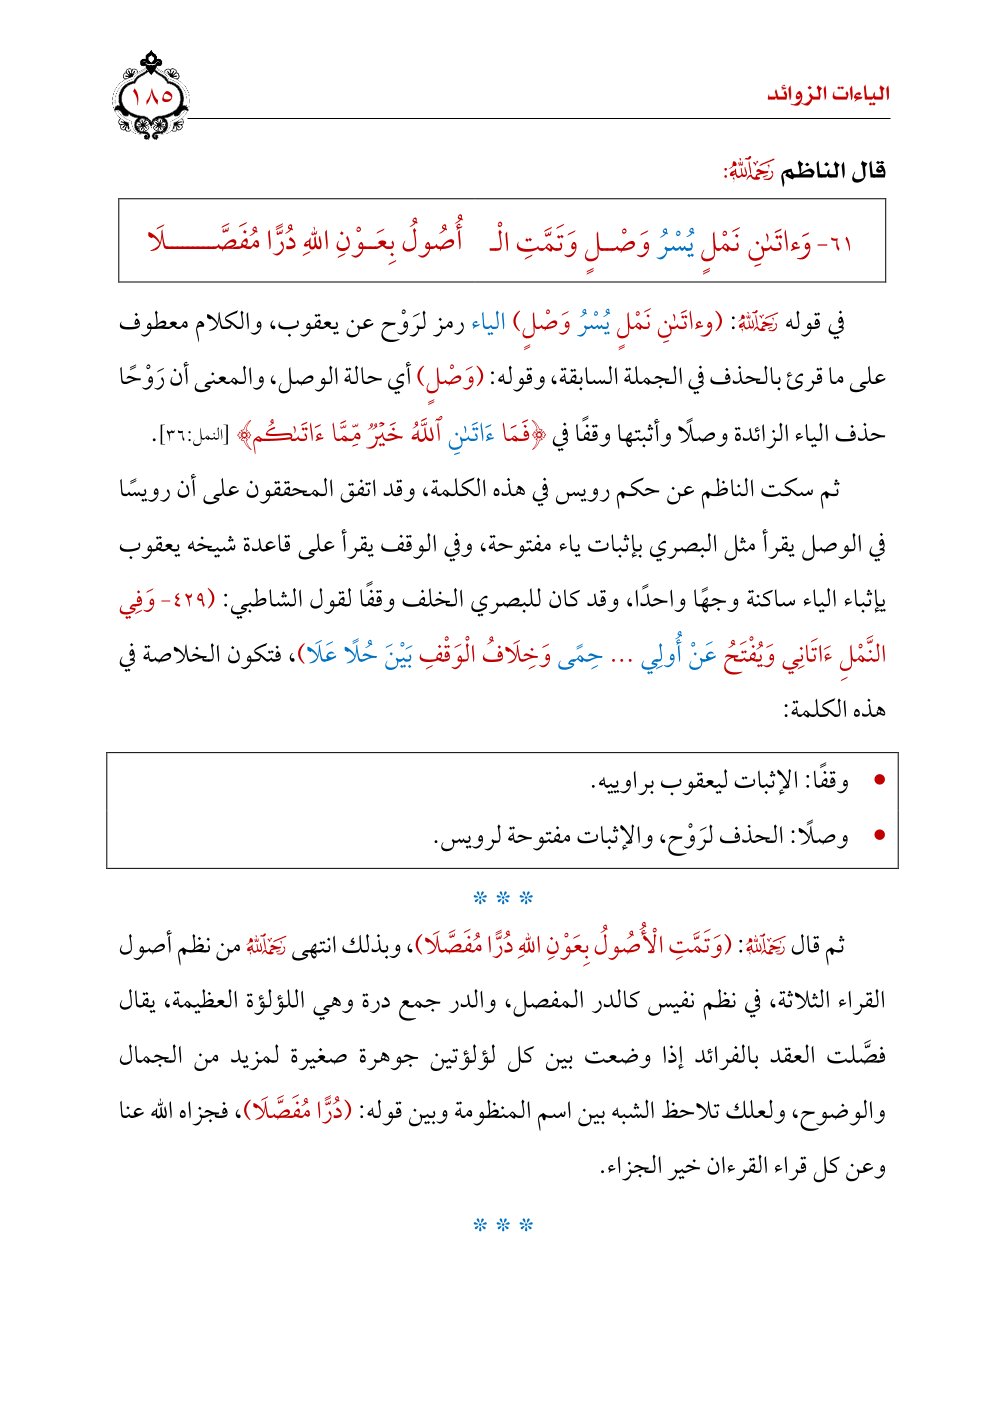 الياءات الزوائد
١٨٥
قال الناظم رَحِمَهُ اللَّهُ:
٦١- وَءاتَىٰنِ نَمْلٍ يُسْرُ وَصْـلٍ وَتَمَّتِ الْـ أُصُولُ بِعَـوْنِ اللهِ دُرًّا مُفَصَّـــــلَا
في قوله رَحِمَهُ اللَّهُ: (وءاتَىٰنِ نَمْلٍ يُسْرُ وَصْلٍ) الياء رمز لرَوْح عن يعقوب، والكلام معطوف
على ما قرئ بالحذف في الجملة السابقة، وقوله: (وَصْلٍ) أي حالة الوصل، والمعنى أن رَوْحًا
حذف الياء الزائدة وصلًا وأثبتها وقفًا في ﴿فَمَا ءَاتَىٰنِ ٱللَّهُ خَيْرٌ مِّمَّا ءَاتَىٰكُم﴾ [النمل:٣٦].
ثم سكت الناظم عن حكم رويس في هذه الكلمة، وقد اتفق المحققون على أن رويسًا
في الوصل يقرأ مثل البصري بإثبات ياء مفتوحة، وفي الوقف يقرأ على قاعدة شيخه يعقوب
بإثباء الياء ساكنة وجهًا واحدًا، وقد كان للبصري الخلف وقفًا لقول الشاطبي: (٤٢٩- وَفِي
النَّمْلِ ءَاتَانِي وَيُفْتَحُ عَنْ أُولِي ... حِمًى وَخِلَافُ الْوَقْفِ بَيْنَ حُلًا عَلَا)، فتكون الخلاصة في
هذه الكلمة:
• وقفًا: الإثبات ليعقوب براوييه.
• وصلًا: الحذف لرَوْح، والإثبات مفتوحة لرويس.
* * *
ثم قال رَحِمَهُ اللَّهُ: (وَتَمَّتِ الْأُصُولُ بِعَوْنِ اللهِ دُرًّا مُفَصَّلَا)، وبذلك انتهى رَحِمَهُ اللَّهُ من نظم أصول
القراء الثلاثة، في نظم نفيس كالدر المفصل، والدر جمع درة وهي اللؤلؤة العظيمة، يقال
فصَّلت العقد بالفرائد إذا وضعت بين كل لؤلؤتين جوهرة صغيرة لمزيد من الجمال
والوضوح، ولعلك تلاحظ الشبه بين اسم المنظومة وبين قوله: (دُرًّا مُفَصَّلَا)، فجزاه الله عنا
وعن كل قراء القرءان خير الجزاء.
* * *